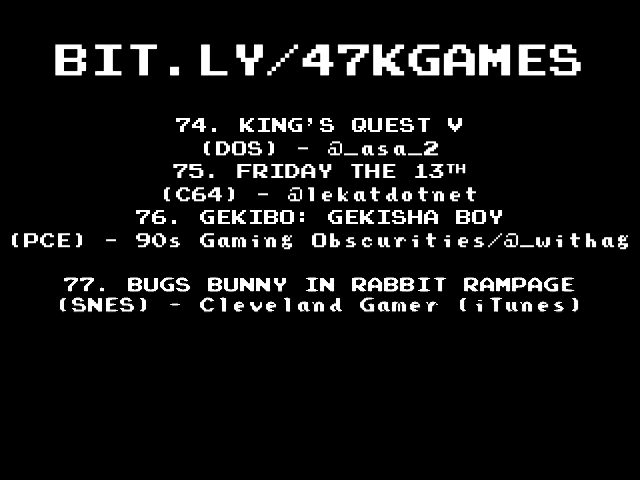 BIT.LY/47KGAMES
74. KING'S QUEST V
(DOS) - @_asa_2
75. FRIDAY THE 13TH
(C64) - @lekatdotnet
76. GEKIBO: GEKISHA BOY
(PCE) - 90s Gaming Obscurities/@_withag
77. BUGS BUNNY IN RABBIT RAMPAGE
(SNES) - Cleveland Gamer (iTunes)